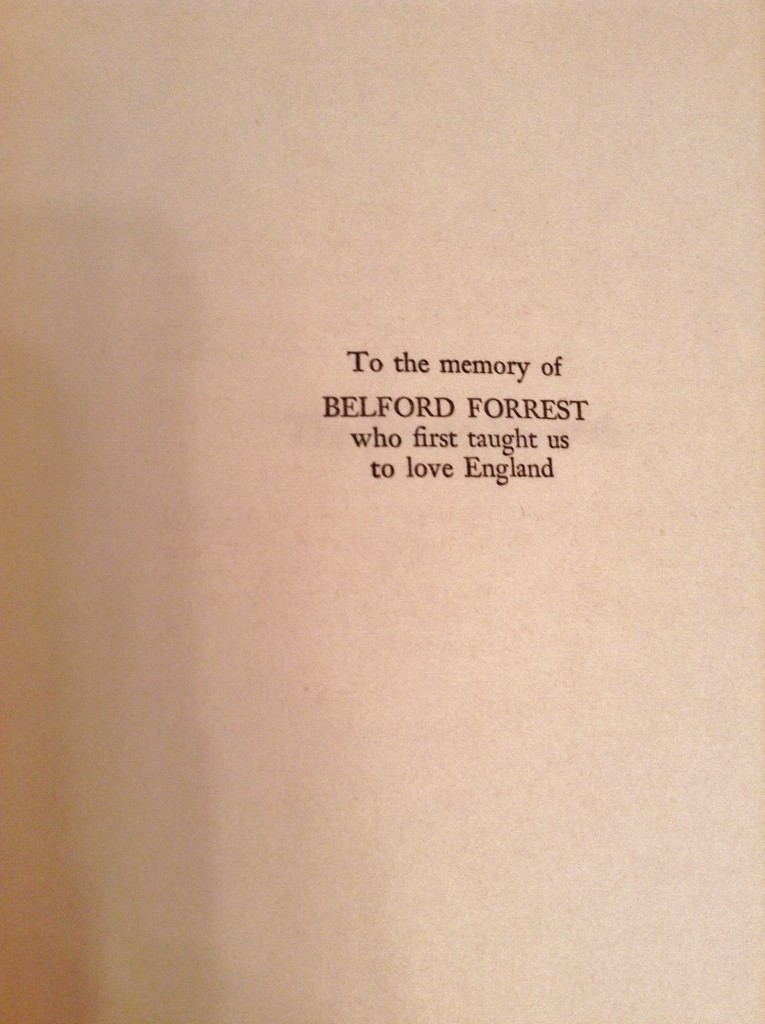 To the memory of
BELFORD FORREST
who first taught us
to love England